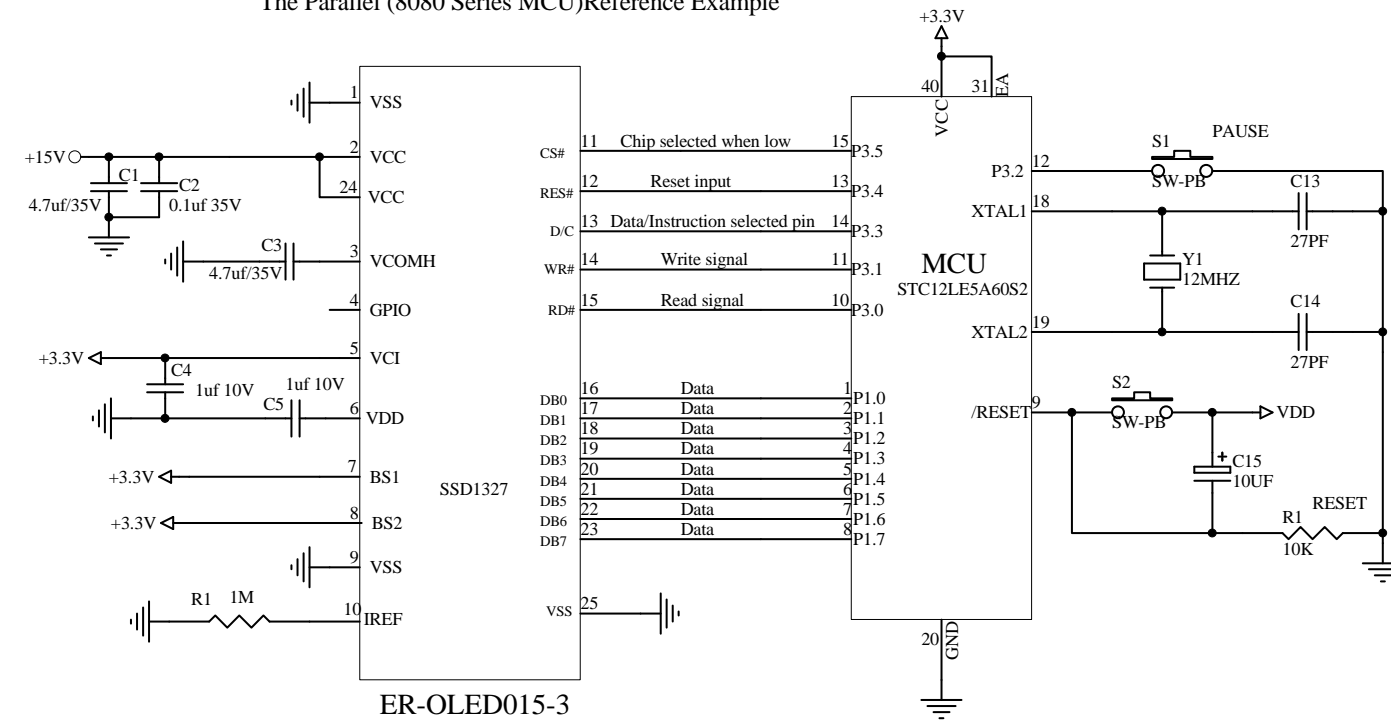 The Parallel (8080 Series MCU)Reference Example
+3.3V
40
31
VCC
EA
1
VSS
+15V
2
VCC
C1
4.7uf/35V
C2
0.1uf 35V
24
VCC
C3
4.7uf/35V
3
VCOMH
4
GPIO
+3.3V
5
VCI
C4
1uf 10V
1uf 10V
C5
6
VDD
+3.3V
7
BS1
+3.3V
8
BS2
9
VSS
R1
1M
10
IREF
SSD1327
CS#
11
Chip selected when low
15
P3.5
RES#
12
Reset input
13
P3.4
D/C
13
Data/Instruction selected pin
14
P3.3
WR#
14
Write signal
11
P3.1
RD#
15
Read signal
10
P3.0
DB0
16
Data
1
P1.0
DB1
17
Data
2
P1.1
DB2
18
Data
3
P1.2
DB3
19
Data
4
P1.3
DB4
20
Data
5
P1.4
DB5
21
Data
6
P1.5
DB6
22
Data
7
P1.6
DB7
23
Data
8
P1.7
VSS
25
ER-OLED015-3
MCU
STC12LE5A60S2
P3.2
12
S1
PAUSE
SW-PB
XTAL1
18
C13
27PF
Y1
12MHZ
XTAL2
19
C14
27PF
/RESET
9
S2
SW-PB
VDD
C15
10UF
+
RESET
R1
10K
20
GND